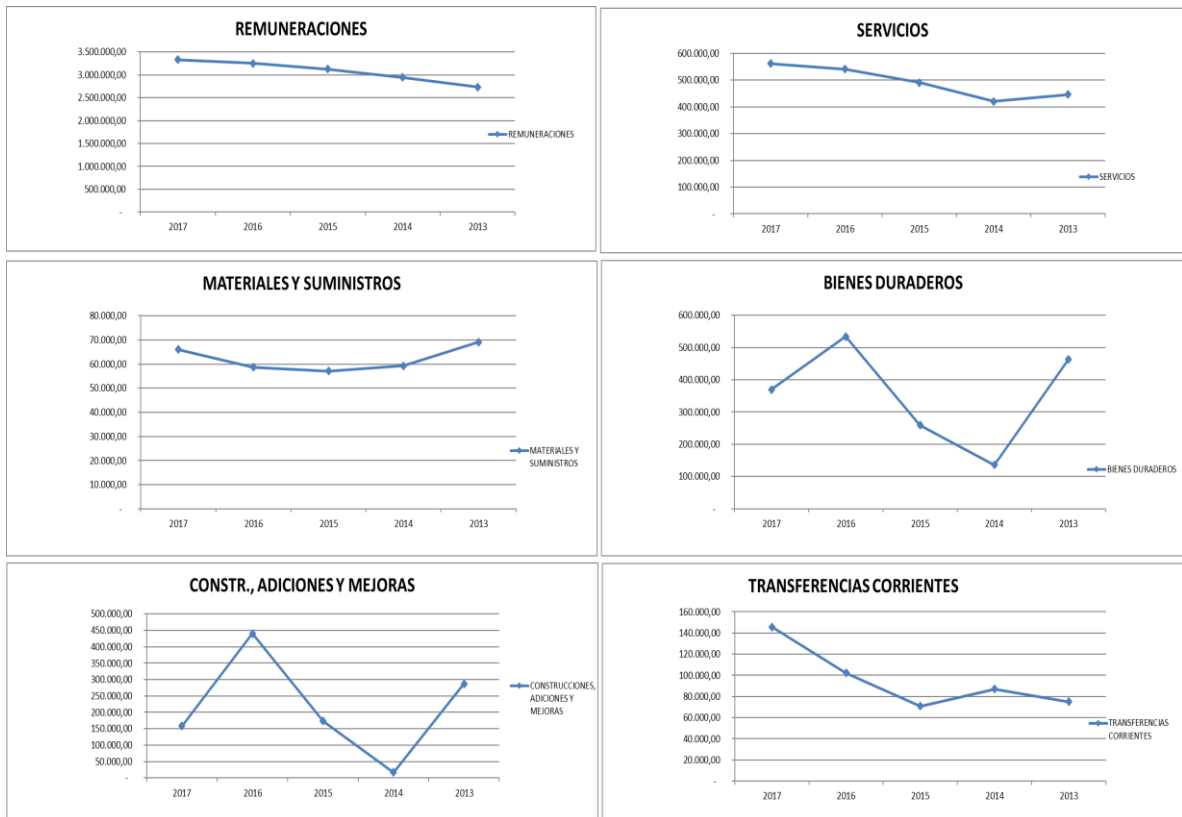 REMUNERACIONES
3.500.000,00
3.000.000,00
2.500.000,00
2.000.000,00
1.500.000,00
1.000.000,00
500.000,00
-
2017 2016 2015 2014 2013
REMUNERACIONES
SERVICIOS
600.000,00
500.000,00
400.000,00
300.000,00
200.000,00
100.000,00
-
2017 2016 2015 2014 2013
SERVICIOS
MATERIALES Y SUMINISTROS
80.000,00
70.000,00
60.000,00
50.000,00
40.000,00
30.000,00
20.000,00
10.000,00
-
2017 2016 2015 2014 2013
MATERIALES Y
SUMINISTROS
BIENES DURADEROS
600.000,00
500.000,00
400.000,00
300.000,00
200.000,00
100.000,00
-
2017 2016 2015 2014 2013
BIENES DURADEROS
CONSTR., ADICIONES Y MEJORAS
500.000,00
450.000,00
400.000,00
350.000,00
300.000,00
250.000,00
200.000,00
150.000,00
100.000,00
50.000,00
-
2017 2016 2015 2014 2013
CONSTRUCCIONES,
ADICIONES Y
MEJORAS
TRANSFERENCIAS CORRIENTES
160.000,00
140.000,00
120.000,00
100.000,00
80.000,00
60.000,00
40.000,00
20.000,00
-
2017 2016 2015 2014 2013
TRANSFERENCIAS
CORRIENTES